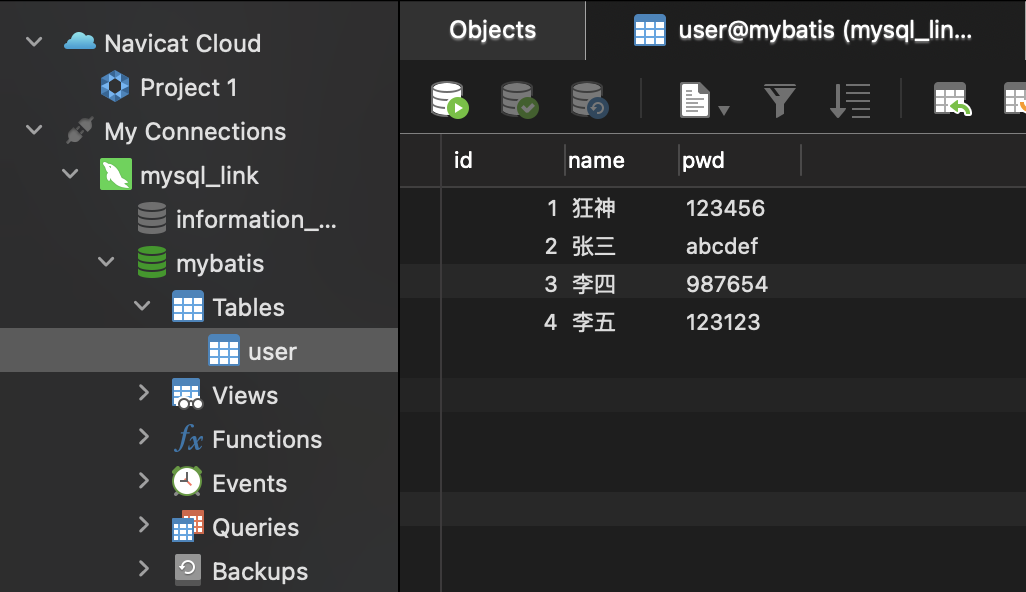 Navicat Cloud
Project 1
My Connections
mysql_link
information_...
mybatis
Tables
user
Views
fx Functions
Events
Queries
Backups
Objects
user@mybatis (mysql_lin...
id name pwd
1 狂神 123456
2 张三 abcdef
3 李四 987654
4 李五 123123